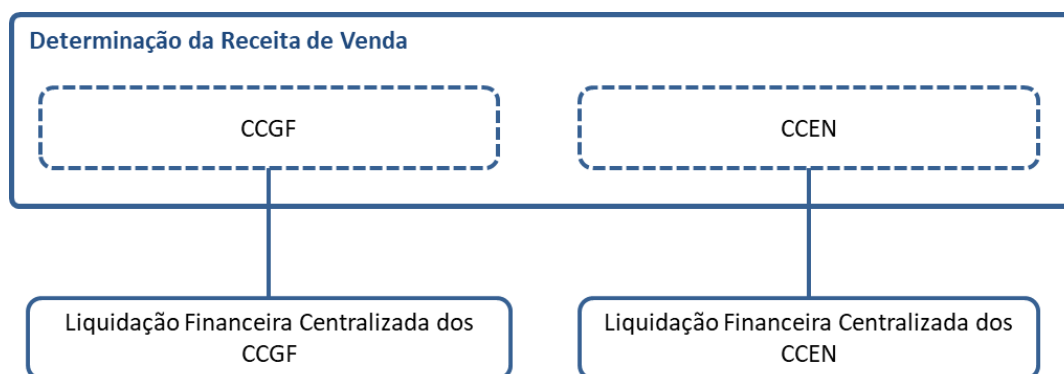 Determinação da Receita de Venda
CCGF
CCEN
Liquidação Financeira Centralizada dos
CCGF
Liquidação Financeira Centralizada dos
CCEN